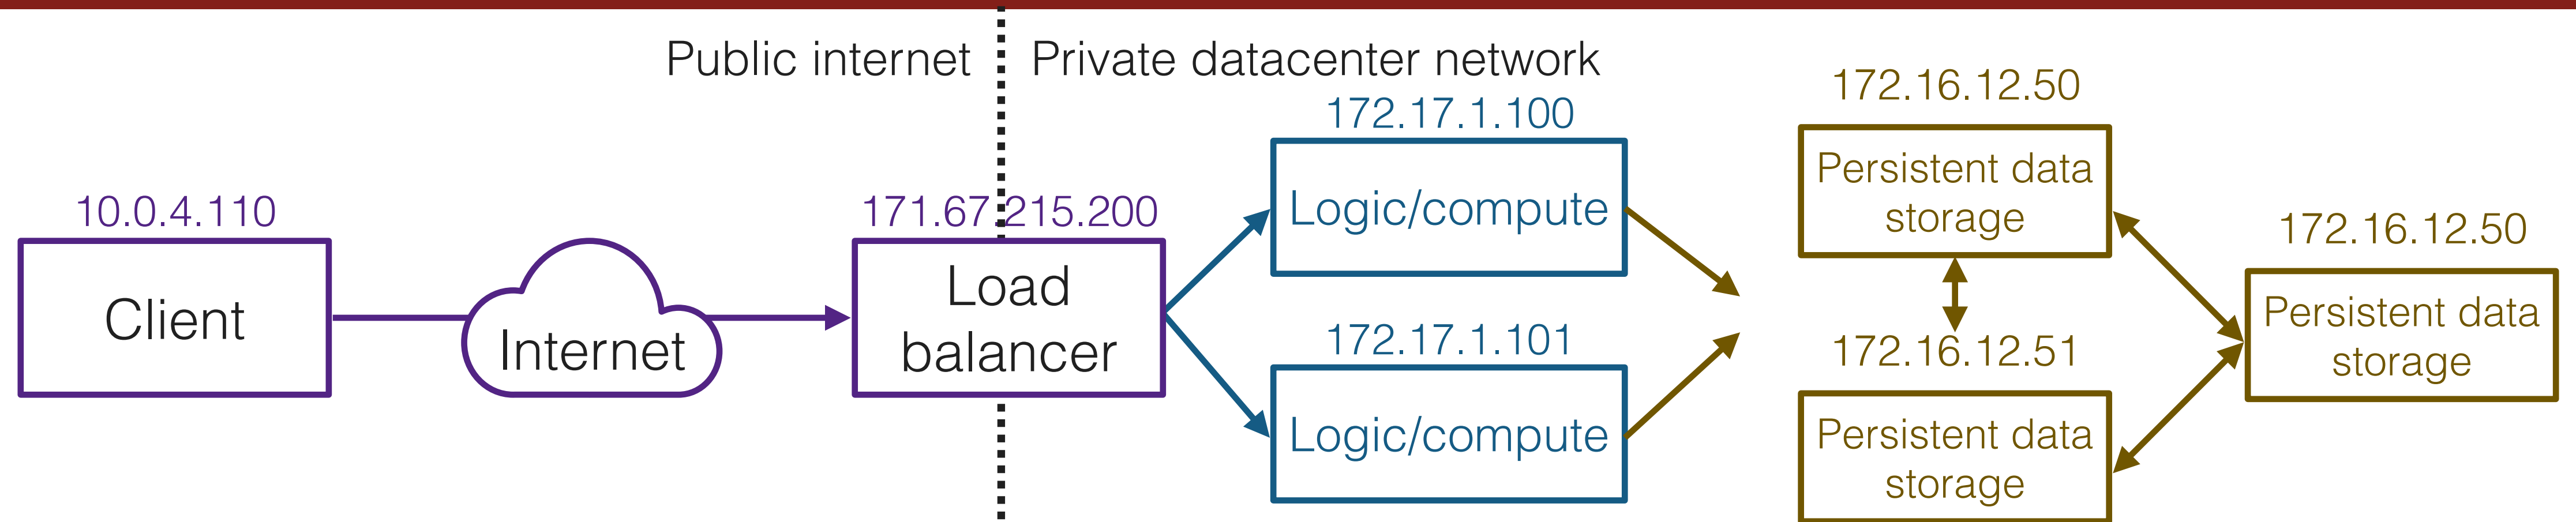 Public internet
Private datacenter network
10.0.4.110
Client
Internet
171.67.215.200
Load
balancer
172.17.1.100
Logic/compute
172.17.1.101
Logic/compute
172.16.12.50
Persistent data
storage
172.16.12.51
Persistent data
storage
172.16.12.50
Persistent data
storage